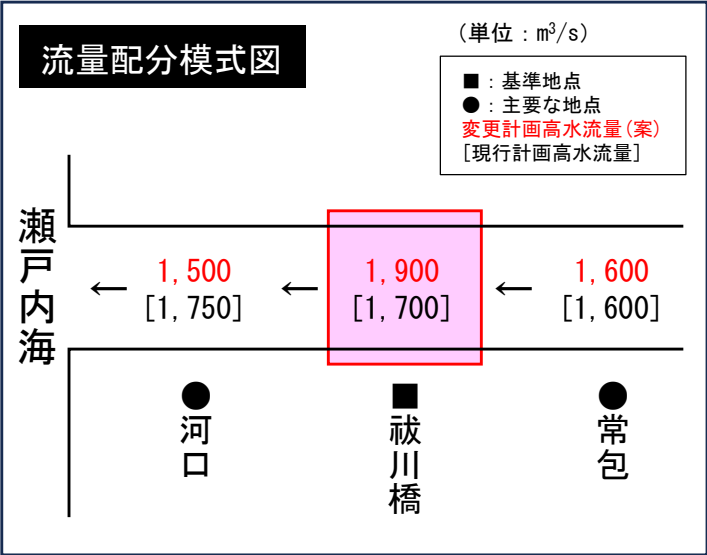 流量配分模式図
(単位：m³/s)
■：基準地点
●：主要な地点
変更計画高水流量(案)
[現行計画高水流量]
瀬戸内海
← 1,500 ← 1,900 ← 1,600
[1,750] [1,700] [1,600]
● ■ ●
河口
祓川橋
常包